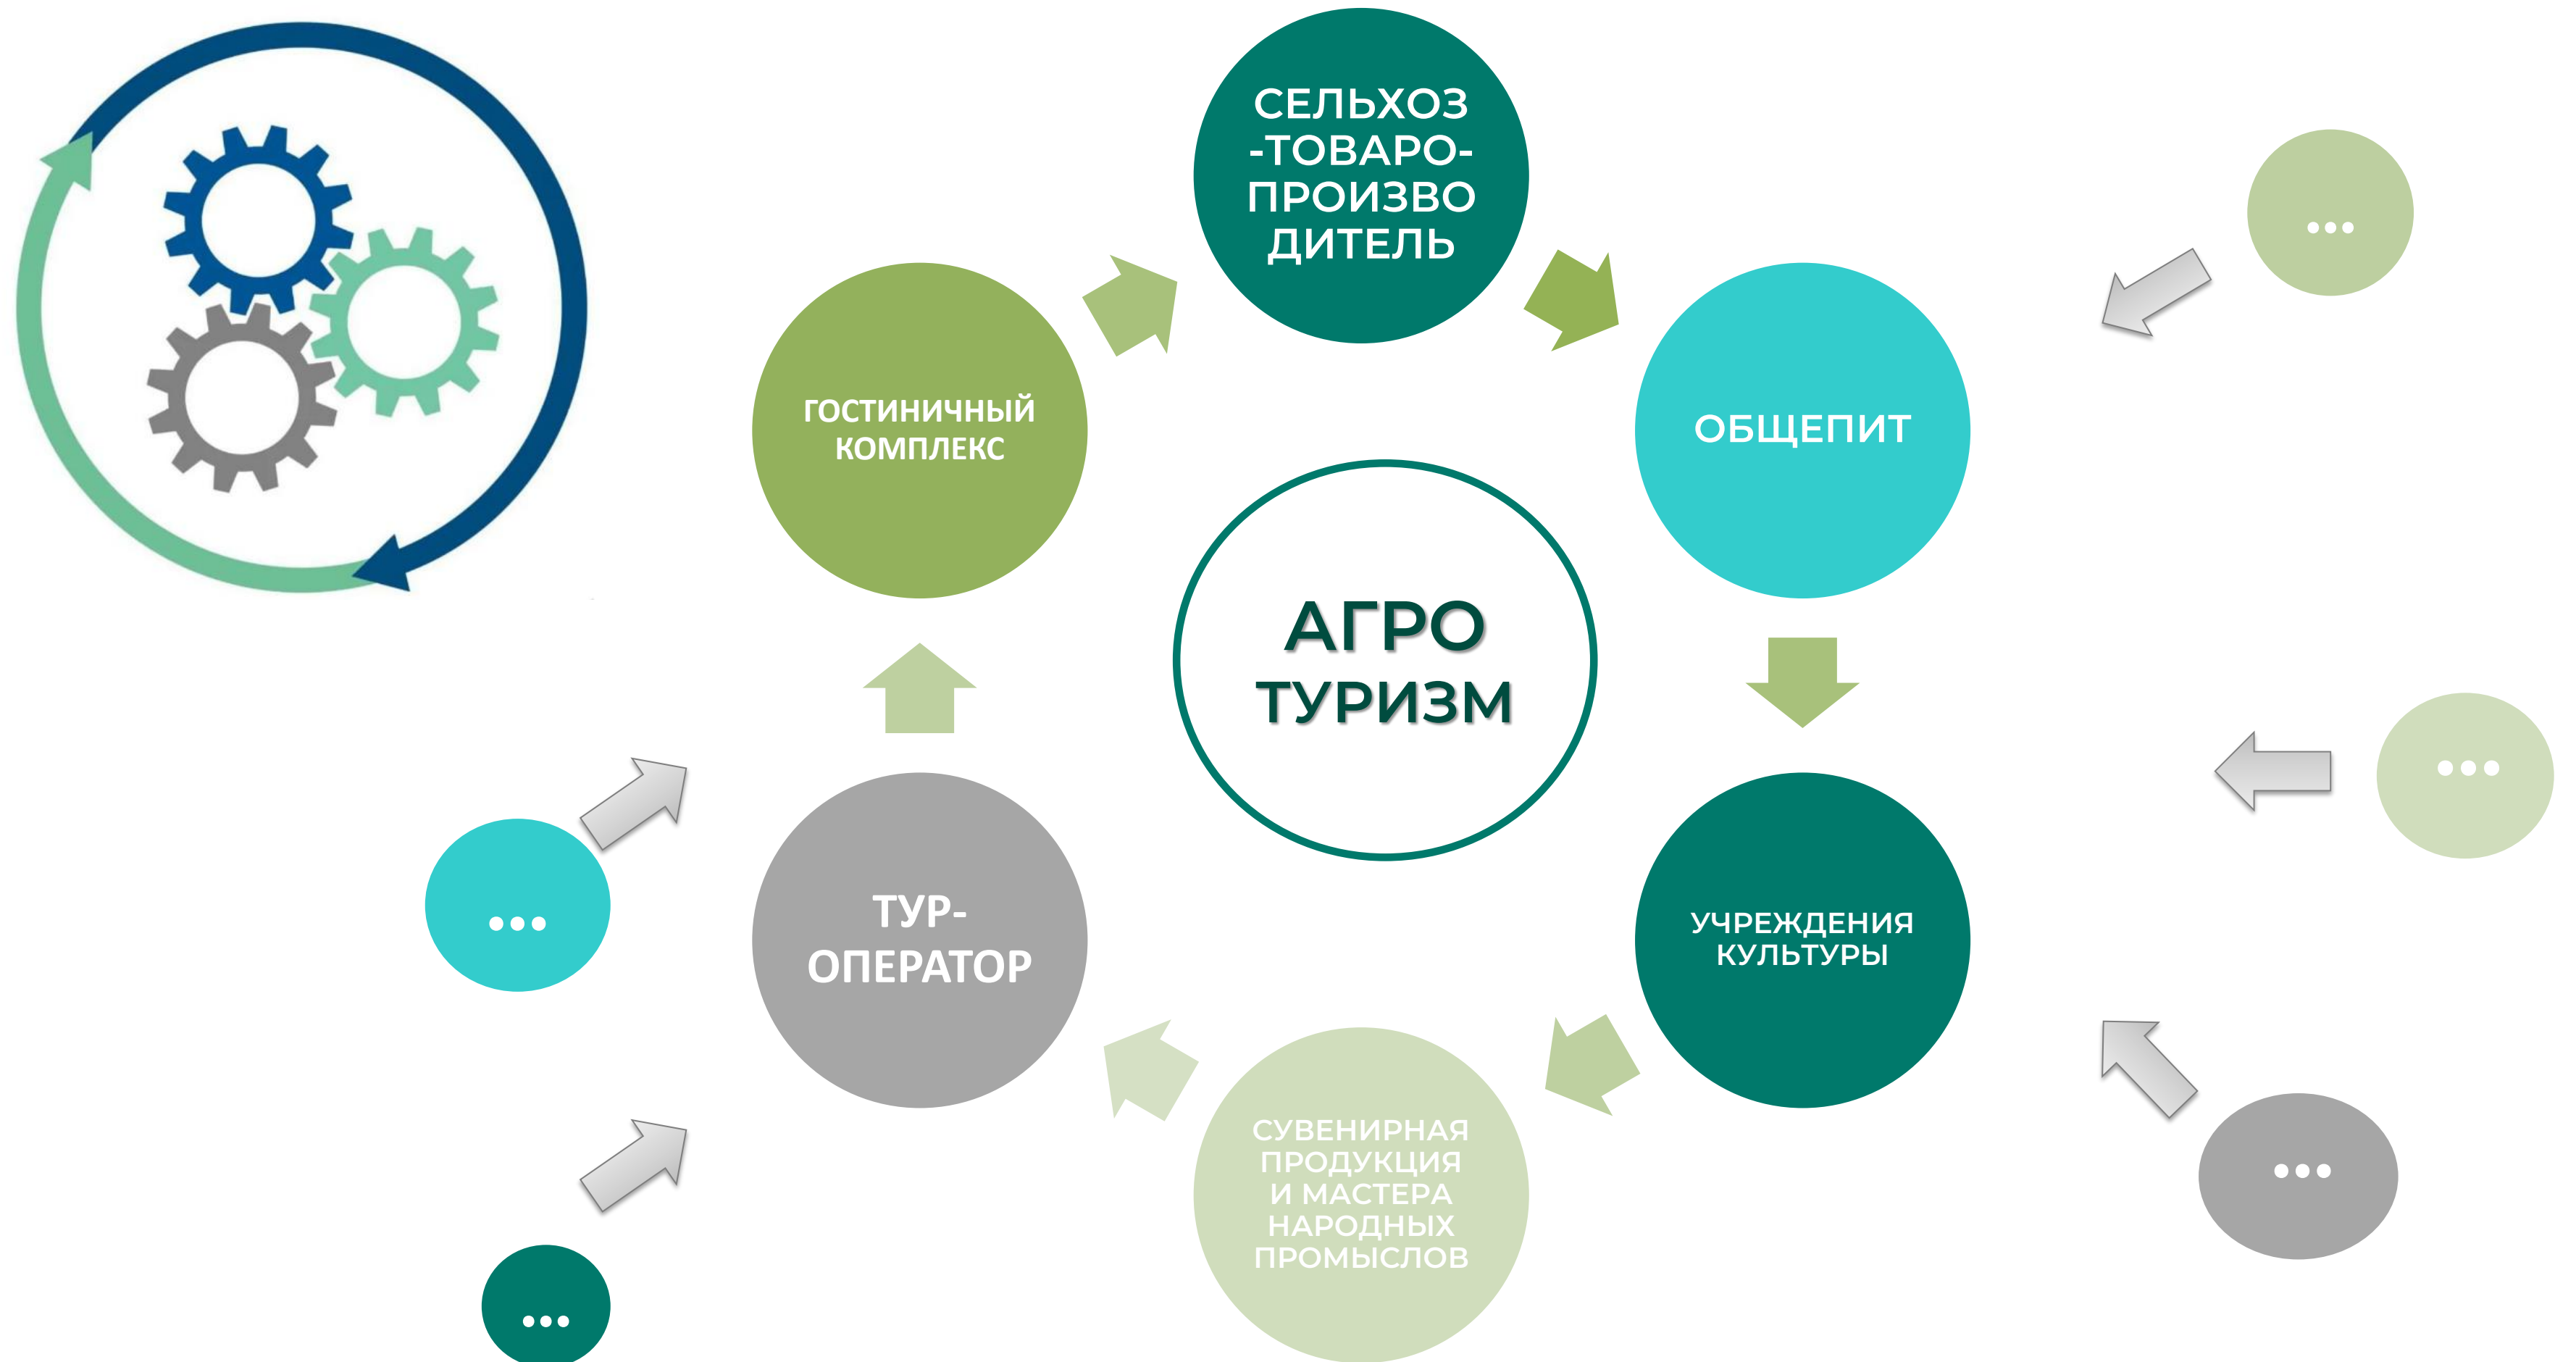 СЕЛЬХОЗ
-ТОВАРО-
ПРОИЗВО
ДИТЕЛЬ
...
ГОСТИНИЧНЫЙ
КОМПЛЕКС
ОБЩЕПИТ
АГРО
ТУРИЗМ
...
ТУР-
ОПЕРАТОР
УЧРЕЖДЕНИЯ
КУЛЬТУРЫ
...
СУВЕНИРНАЯ
ПРОДУКЦИЯ
И МАСТЕРА
НАРОДНЫХ
ПРОМЫСЛОВ
...
...